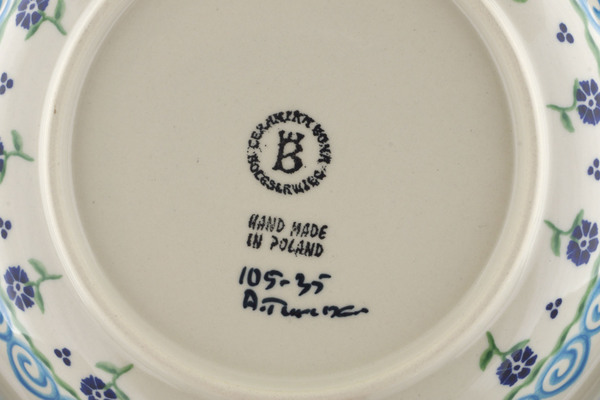 CERAMIKA BONA
BOLESŁAWIEC
B
HAND MADE
IN POLAND
105-35